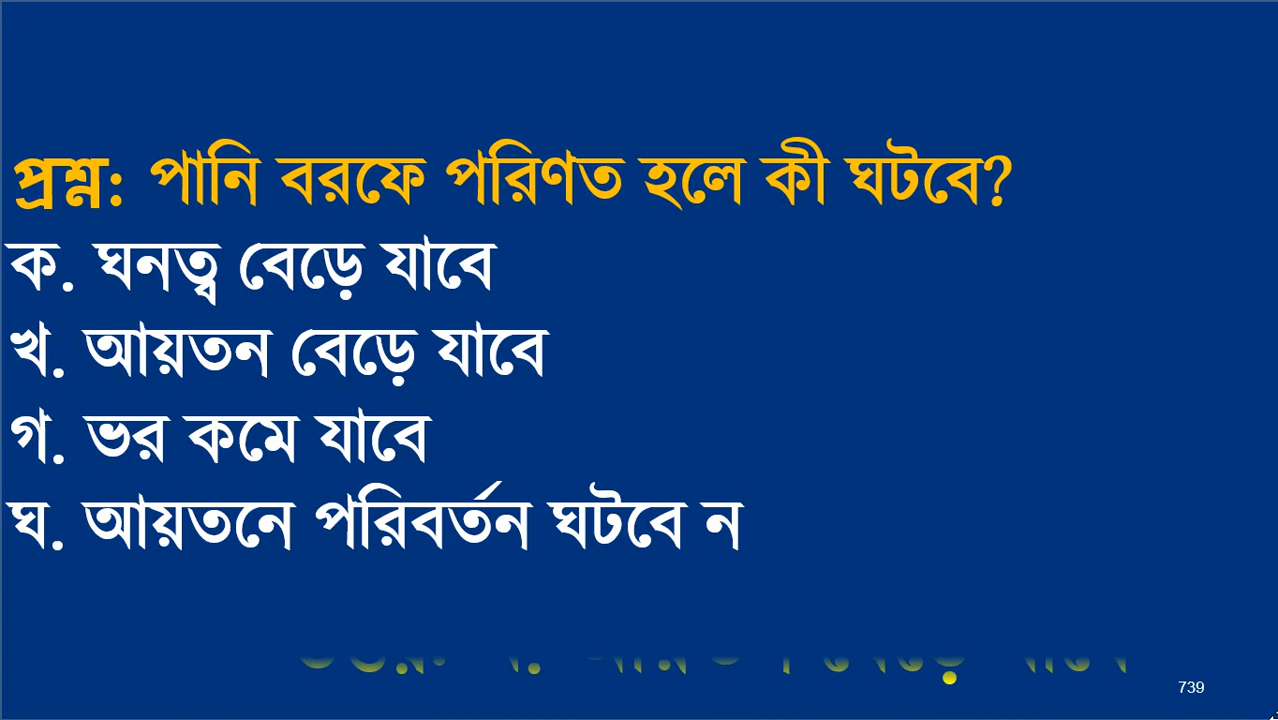 প্রশ্ন: পানি বরফে পরিণত হলে কী ঘটবে?
ক. ঘনত্ব বেড়ে যাবে
খ. আয়তন বেড়ে যাবে
গ. ভর কমে যাবে
ঘ. আয়তনে পরিবর্তন ঘটবে ন
739